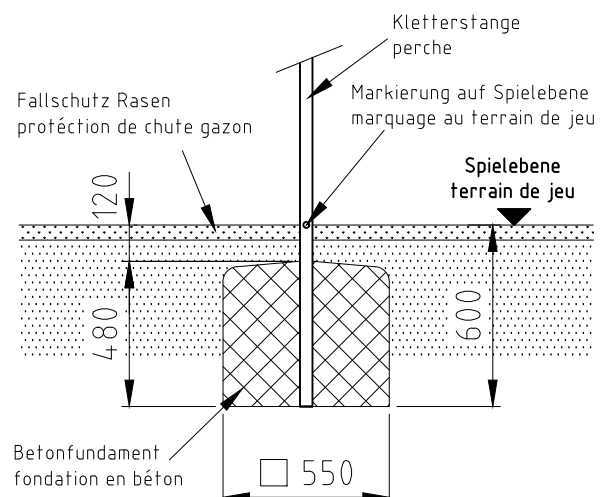 Kletterstange
perche
Fallschutz Rasen
protéction de chute gazon
Markierung auf Spielebene
marquage au terrain de jeu
Spielebene
terrain de jeu
120
480
600
Betonfundament
fondation en béton
□ 550